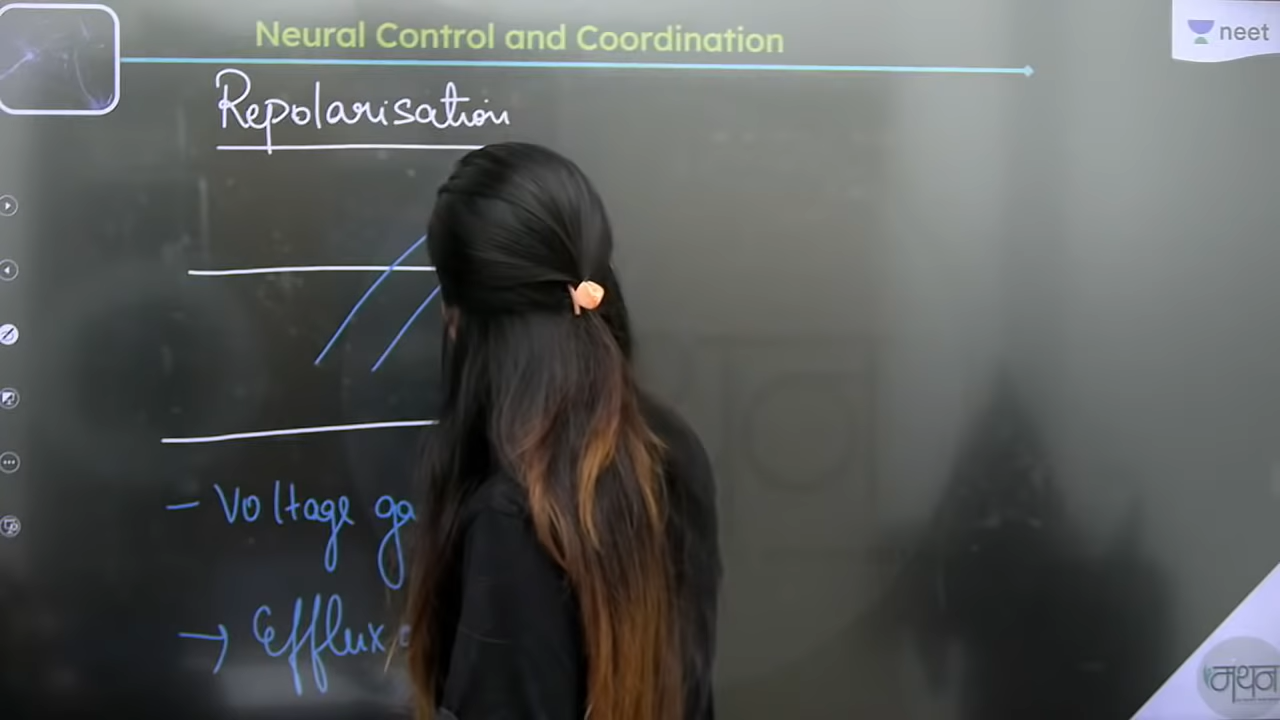 Neural Control and Coordination
neet
Repolarisation
- Voltage ga
→ Efflux
मंथन